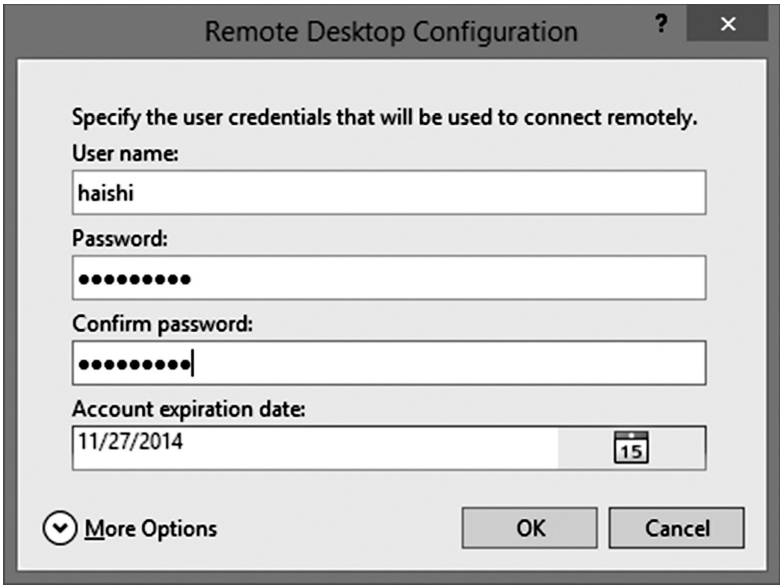 Remote Desktop Configuration ?
Specify the user credentials that will be used to connect remotely.
User name:
haishi
Password:
●●●●●●●●●
Confirm password:
●●●●●●●●●
Account expiration date:
11/27/2014 15
More Options OK Cancel